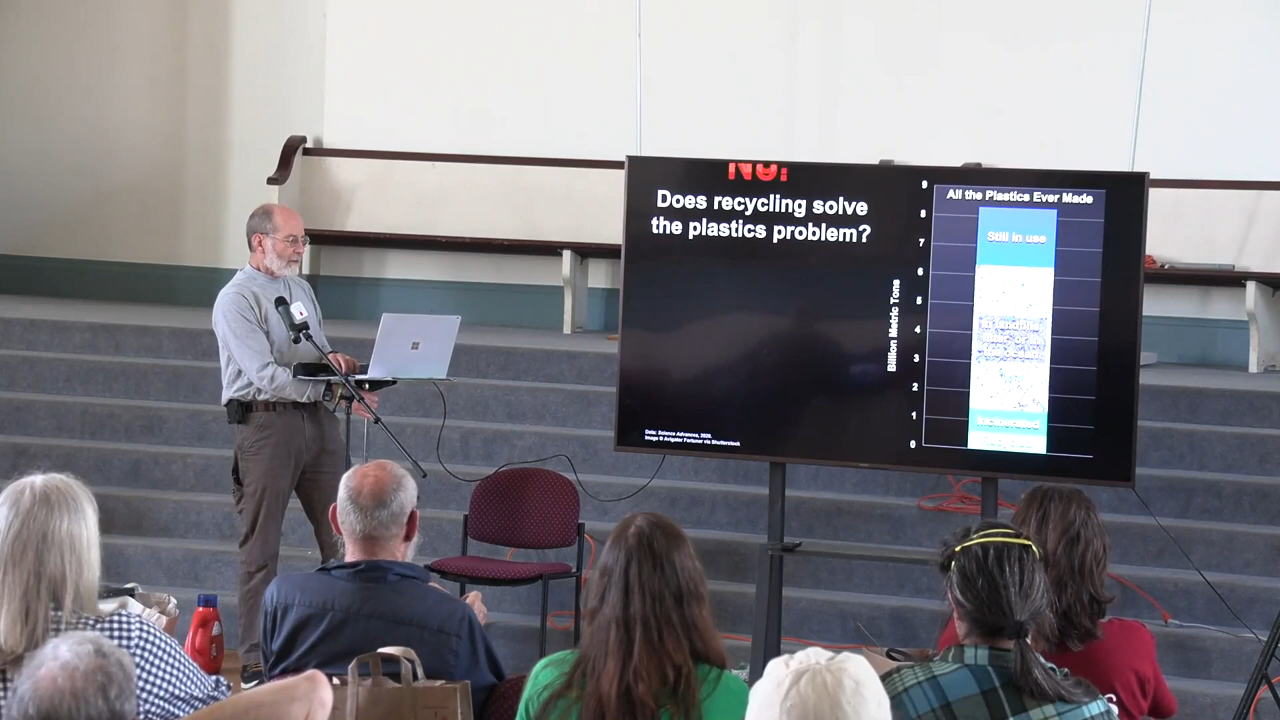 NO!
Does recycling solve
the plastics problem?
Data: Science Advances, 2020.
Image © Avigator Fortuner via Shutterstock
All the Plastics Ever Made
Billion Metric Tons
9
8
7
6
5
4
3
2
1
0
Still in use
Incinerated